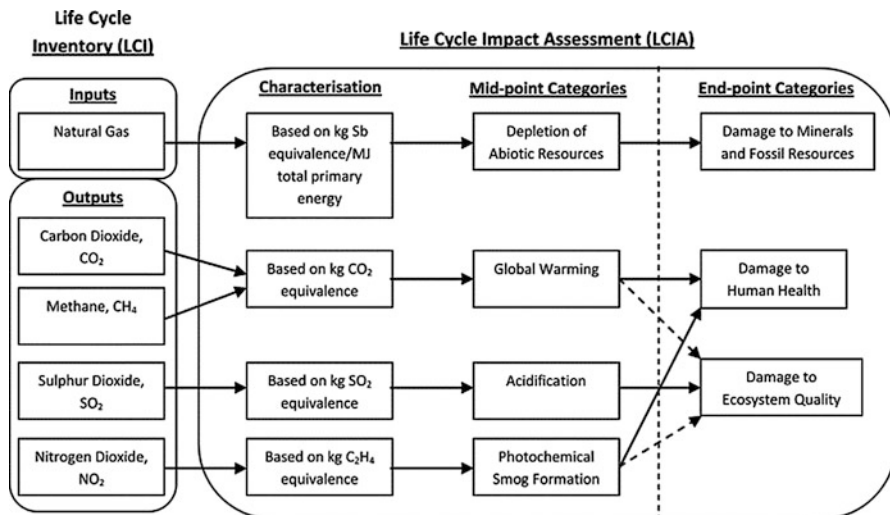 Life Cycle
Inventory (LCI)
Life Cycle Impact Assessment (LCIA)
Inputs
Natural Gas
Outputs
Carbon Dioxide,
CO₂
Methane, CH₄
Sulphur Dioxide,
SO₂
Nitrogen Dioxide,
NO₂
Characterisation
Based on kg Sb
equivalence/MJ
total primary
energy
Based on kg CO₂
equivalence
Based on kg SO₂
equivalence
Based on kg C₂H₄
equivalence
Mid-point Categories
Depletion of
Abiotic Resources
Global Warming
Acidification
Photochemical
Smog Formation
End-point Categories
Damage to Minerals
and Fossil Resources
Damage to
Human Health
Damage to
Ecosystem Quality